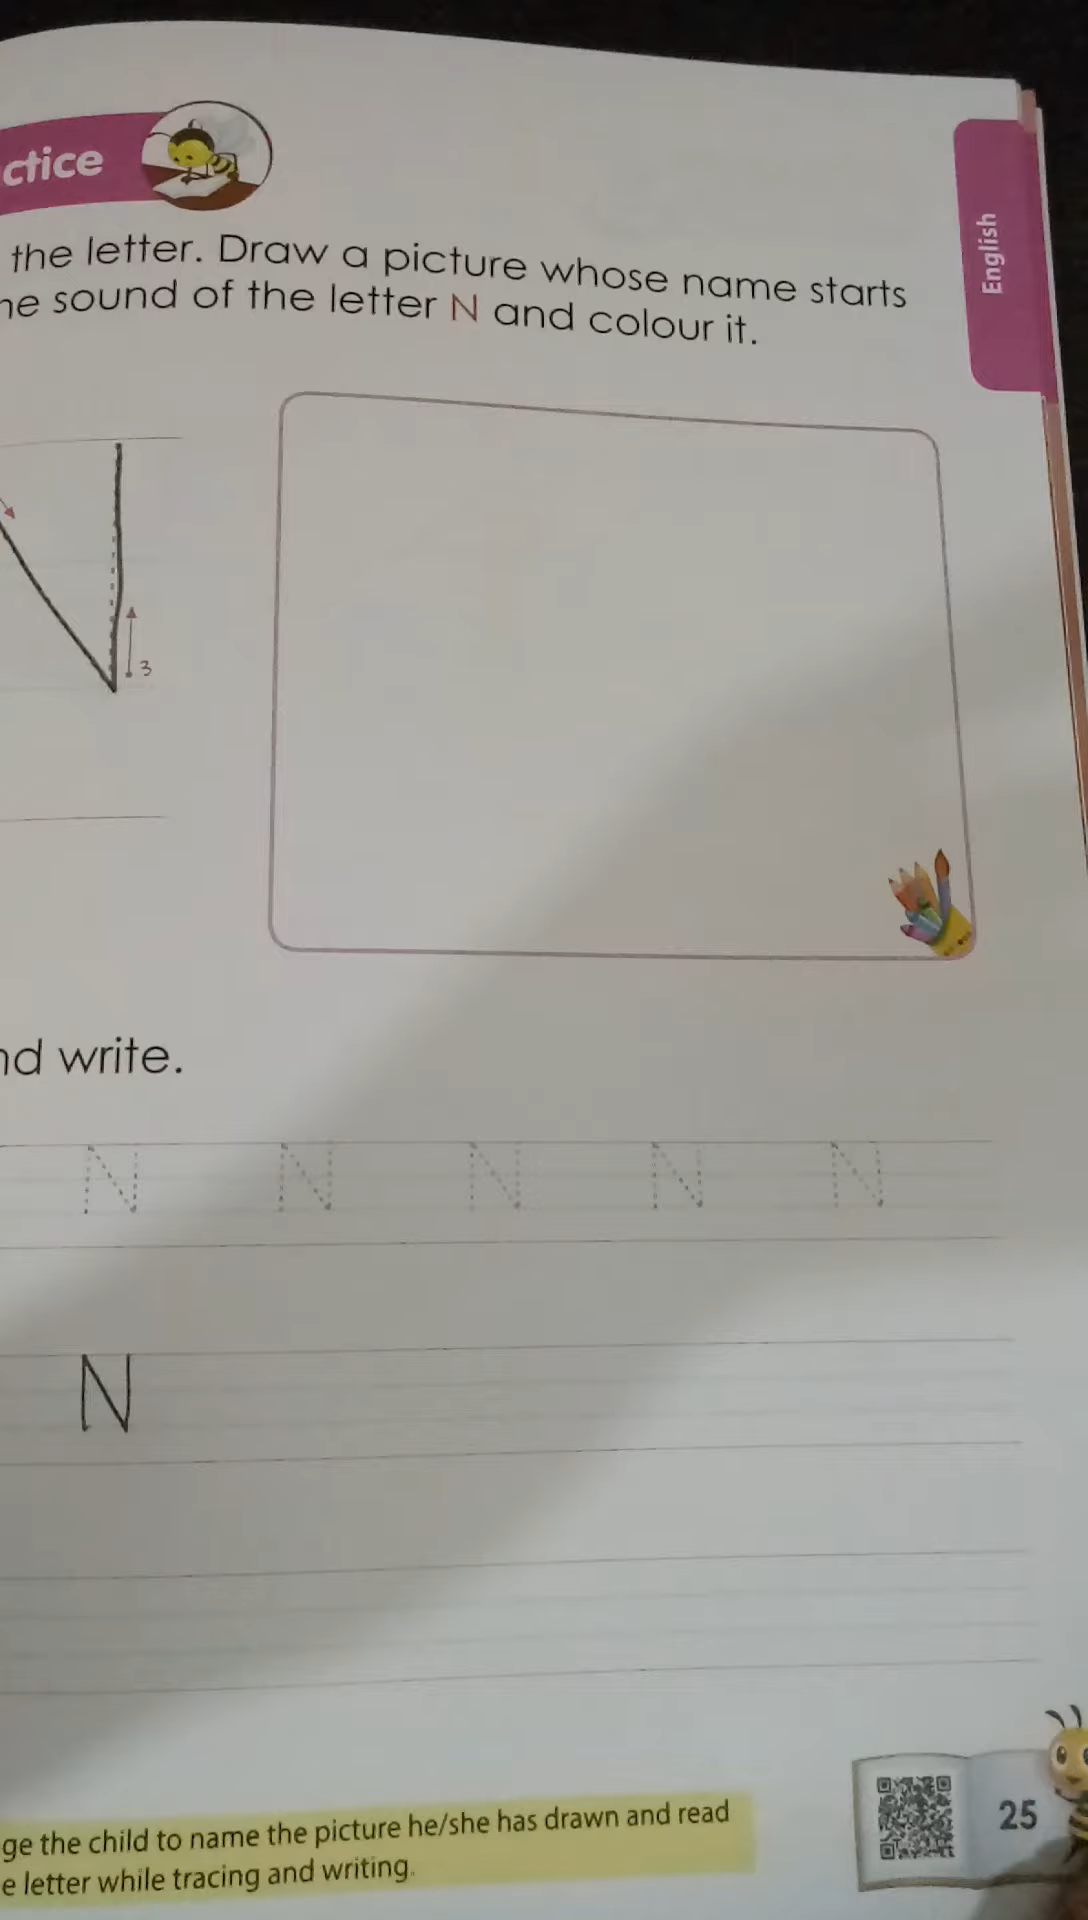 ctice
English
the letter. Draw a picture whose name starts
he sound of the letter N and colour it.
3
nd write.
N N N N N
N
ge the child to name the picture he/she has drawn and read
e letter while tracing and writing.
25